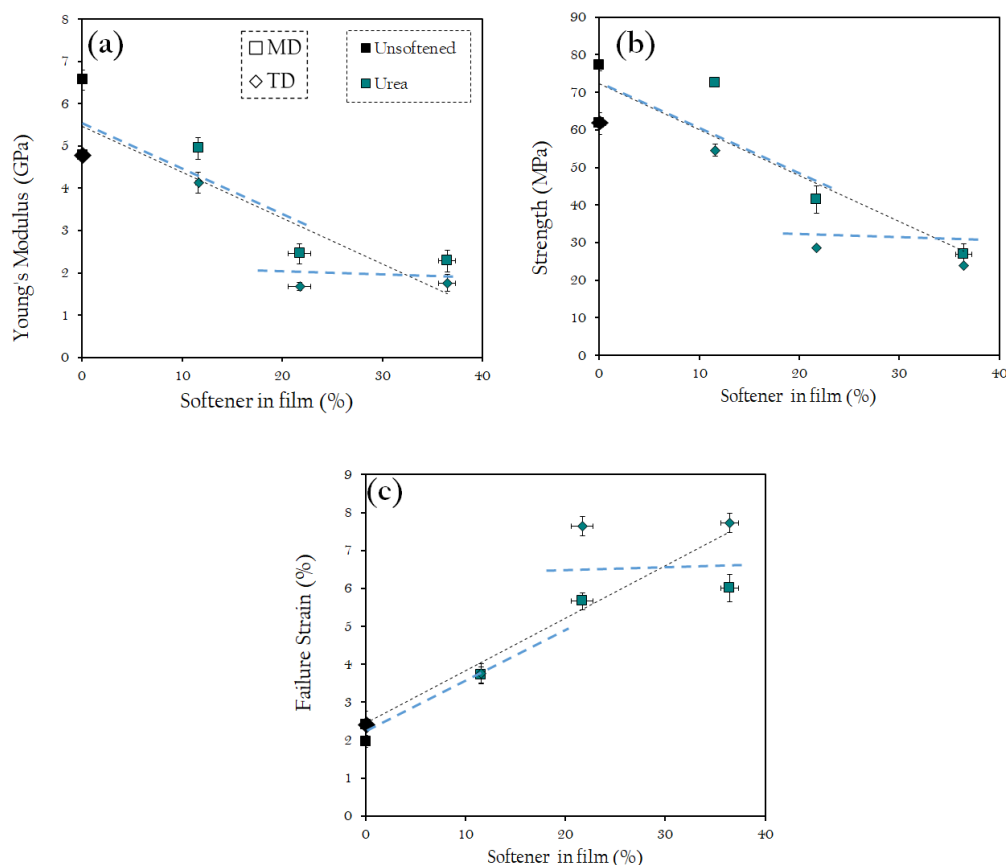 (a)
MD
TD
Unsoftened
Urea
8
7
6
5
4
3
2
1
0
0 10 20 30 40
Young's Modulus (GPa)
Softener in film (%)
(b)
90
80
70
60
50
40
30
20
10
0
0 10 20 30 40
Strength (MPa)
Softener in film (%)
(c)
9
8
7
6
5
4
3
2
1
0
0 10 20 30 40
Failure Strain (%)
Softener in film (%)